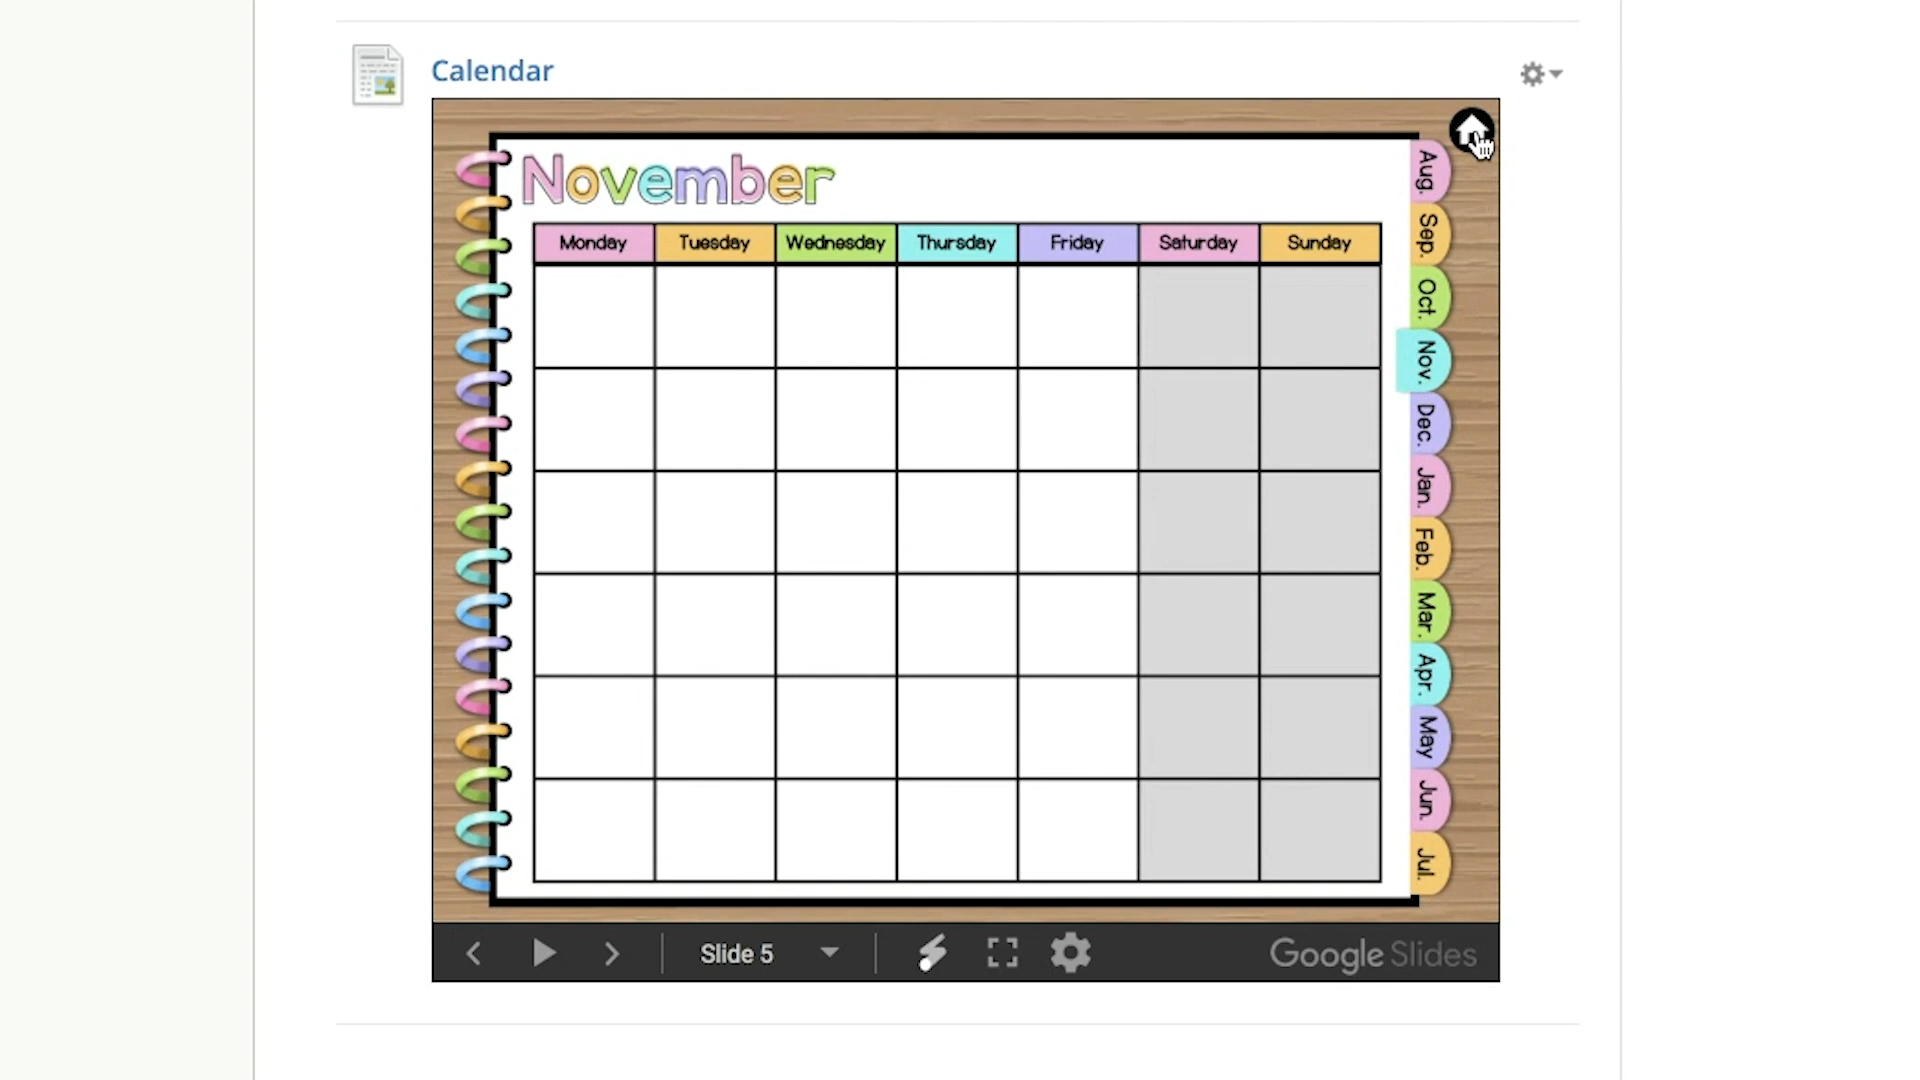 Calendar
November
Monday Tuesday Wednesday Thursday Friday Saturday Sunday
Aug.
Sep.
Oct.
Nov.
Dec.
Jan.
Feb.
Mar.
Apr.
May
Jun.
Jul.
Slide 5
Google Slides